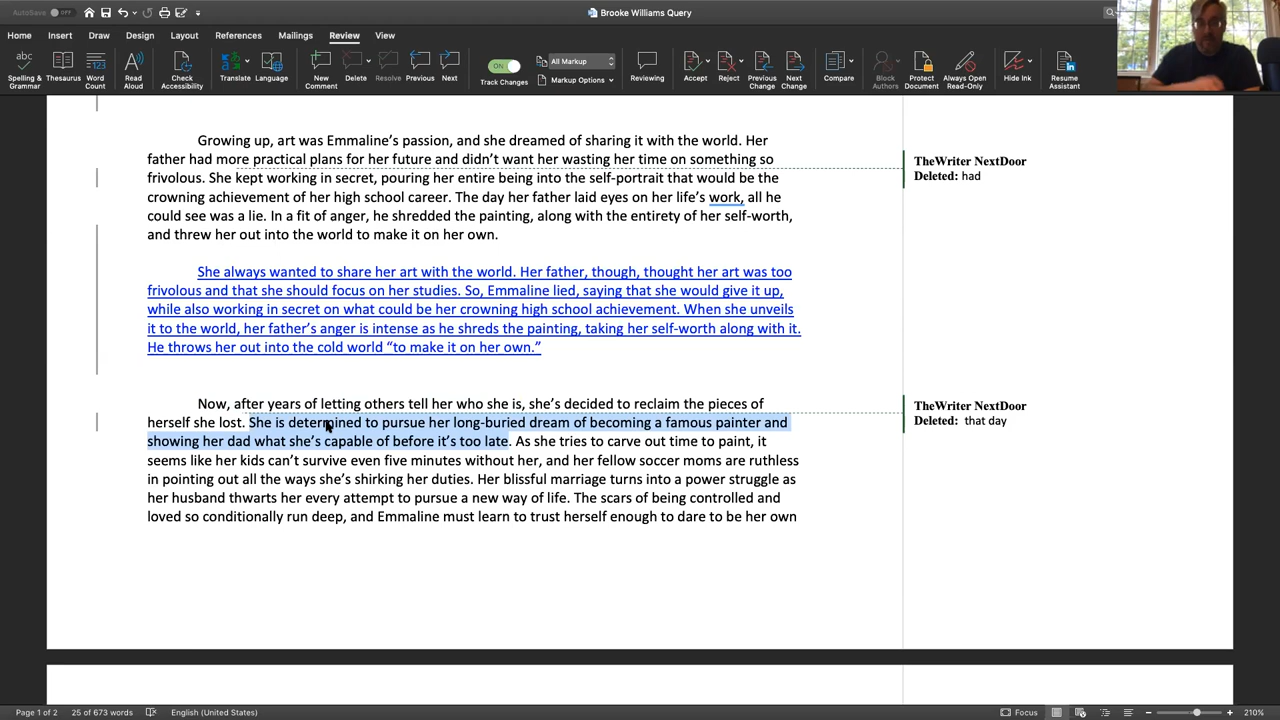 AutoSave OFF
Brooke Williams Query
Home Insert Draw Design Layout References Mailings Review View
abc
Spelling & Grammar
Thesaurus
Word Count
Read Aloud
Check Accessibility
Translate
Language
New Comment
Delete
Resolve
Previous
Next
ON
Track Changes
All Markup
Markup Options
Reviewing
Accept
Reject
Previous Change
Next Change
Compare
Block Authors
Protect Document
Always Open Read-Only
Hide Ink
Resume Assistant
Growing up, art was Emmaline’s passion, and she dreamed of sharing it with the world. Her
father had more practical plans for her future and didn’t want her wasting her time on something so
frivolous. She kept working in secret, pouring her entire being into the self-portrait that would be the
crowning achievement of her high school career. The day her father laid eyes on her life’s work, all he
could see was a lie. In a fit of anger, he shredded the painting, along with the entirety of her self-worth,
and threw her out into the world to make it on her own.
TheWriter NextDoor
Deleted: had
She always wanted to share her art with the world. Her father, though, thought her art was too
frivolous and that she should focus on her studies. So, Emmaline lied, saying that she would give it up,
while also working in secret on what could be her crowning high school achievement. When she unveils
it to the world, her father’s anger is intense as he shreds the painting, taking her self-worth along with it.
He throws her out into the cold world “to make it on her own.”
Now, after years of letting others tell her who she is, she’s decided to reclaim the pieces of
herself she lost. She is determined to pursue her long-buried dream of becoming a famous painter and
showing her dad what she’s capable of before it’s too late. As she tries to carve out time to paint, it
seems like her kids can’t survive even five minutes without her, and her fellow soccer moms are ruthless
in pointing out all the ways she’s shirking her duties. Her blissful marriage turns into a power struggle as
her husband thwarts her every attempt to pursue a new way of life. The scars of being controlled and
loved so conditionally run deep, and Emmaline must learn to trust herself enough to dare to be her own
TheWriter NextDoor
Deleted: that day
Page 1 of 2 25 of 673 words English (United States) Focus 210%